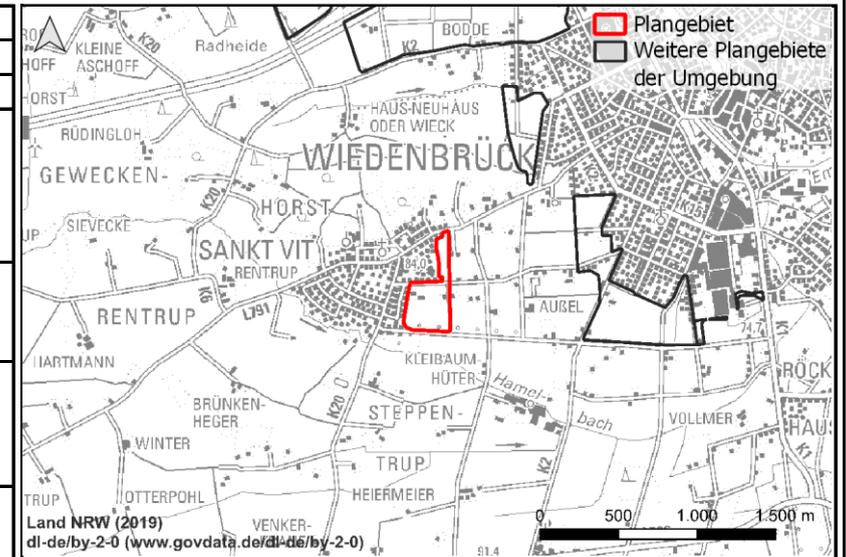 Plangebiet
Weitere Plangebiete
der Umgebung
BODDE
K2
K20
KLEINE
ASCHOFF
Radheide
HOFF
HORST
RÜDINGLOH
HAUS-NEUHAUS
ODER WIECK
WIEDENBRÜCK
GEWECKEN-
K20
HORST
K15
SIEVECKE
SANKT VIT
RENTRUP
84,0
K6
L791
RENTRUP
AUßEL
74,7
K1
HARTMANN
KLEIBAUM-
HÜTER
RÖCK
Hamel-
bach
BRÜNKEN-
HEGER
K20
STEPPEN-
TRUP
VOLLMER
HAUS
WINTER
K2
K1
TRUP
OTTERPOHL
HEIERMEIER
VENKER-
91,4
Land NRW (2019)
dl-de/by-2-0 (www.govdata.de/dl-de/by-2-0)
0 500 1.000 1.500 m